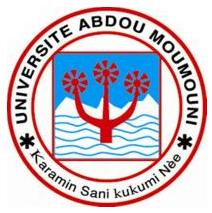 UNIVERSITE ABDOU MOUMOUNI
Karamin Sani kukumi Nèe